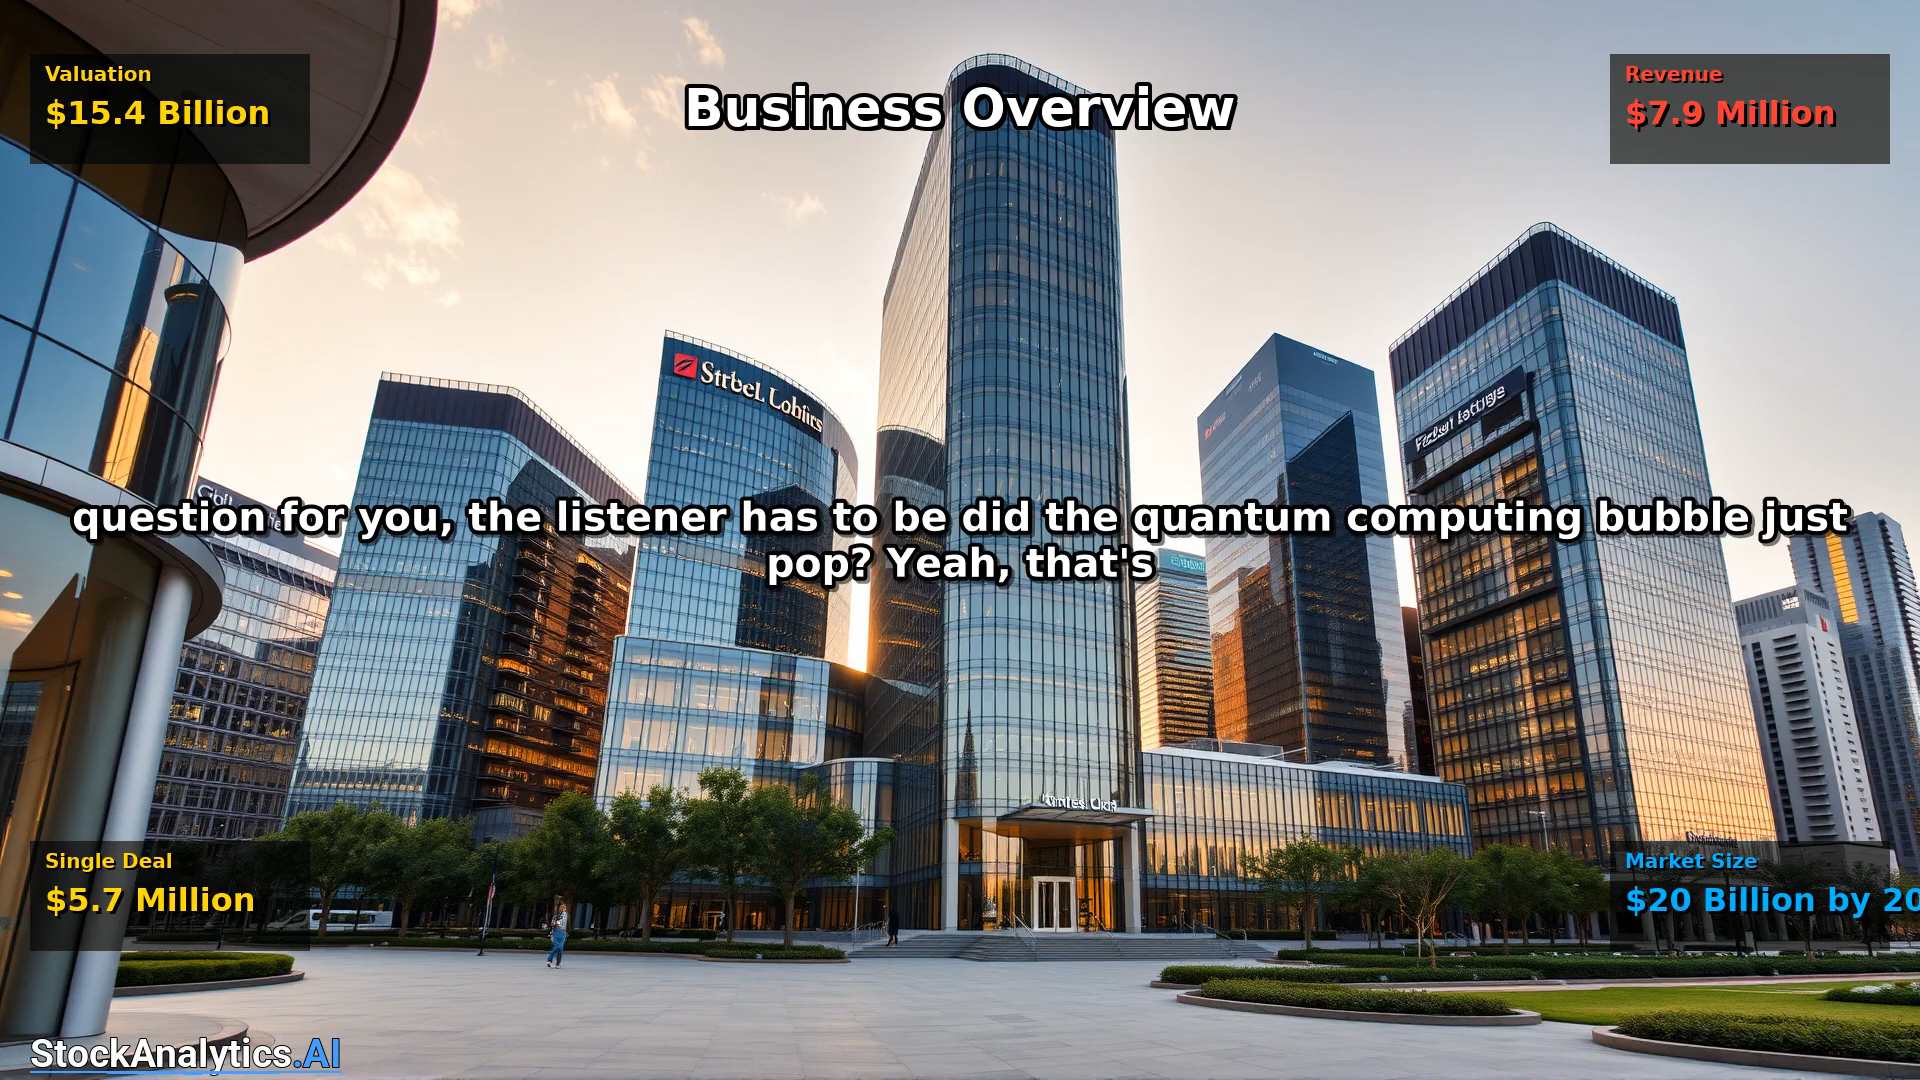 Valuation
$15.4 Billion
Business Overview
Revenue
$7.9 Million
question for you, the listener has to be did the quantum computing bubble just
pop? Yeah, that's
Single Deal
$5.7 Million
Market Size
$20 Billion by 20
StockAnalytics.AI